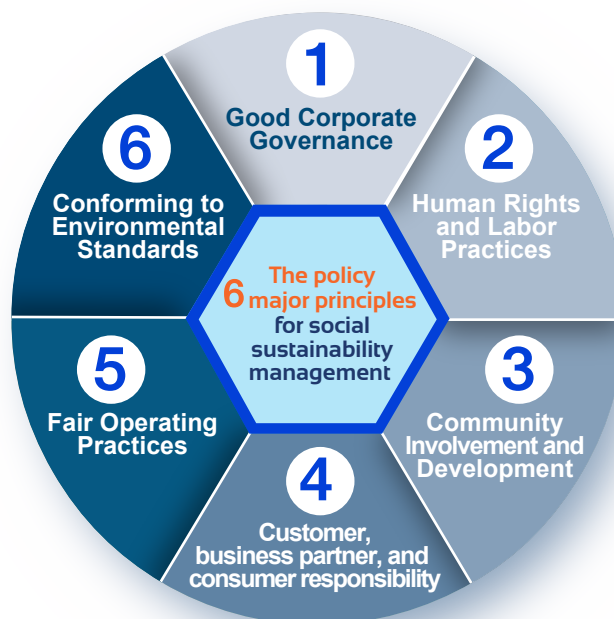 1
Good Corporate
Governance
2
Human Rights
and Labor
Practices
3
Community
Involvement and
Development
4
Customer,
business partner, and
consumer responsibility
5
Fair Operating
Practices
6
Conforming to
Environmental
Standards
The policy
6 major principles
for social
sustainability
management